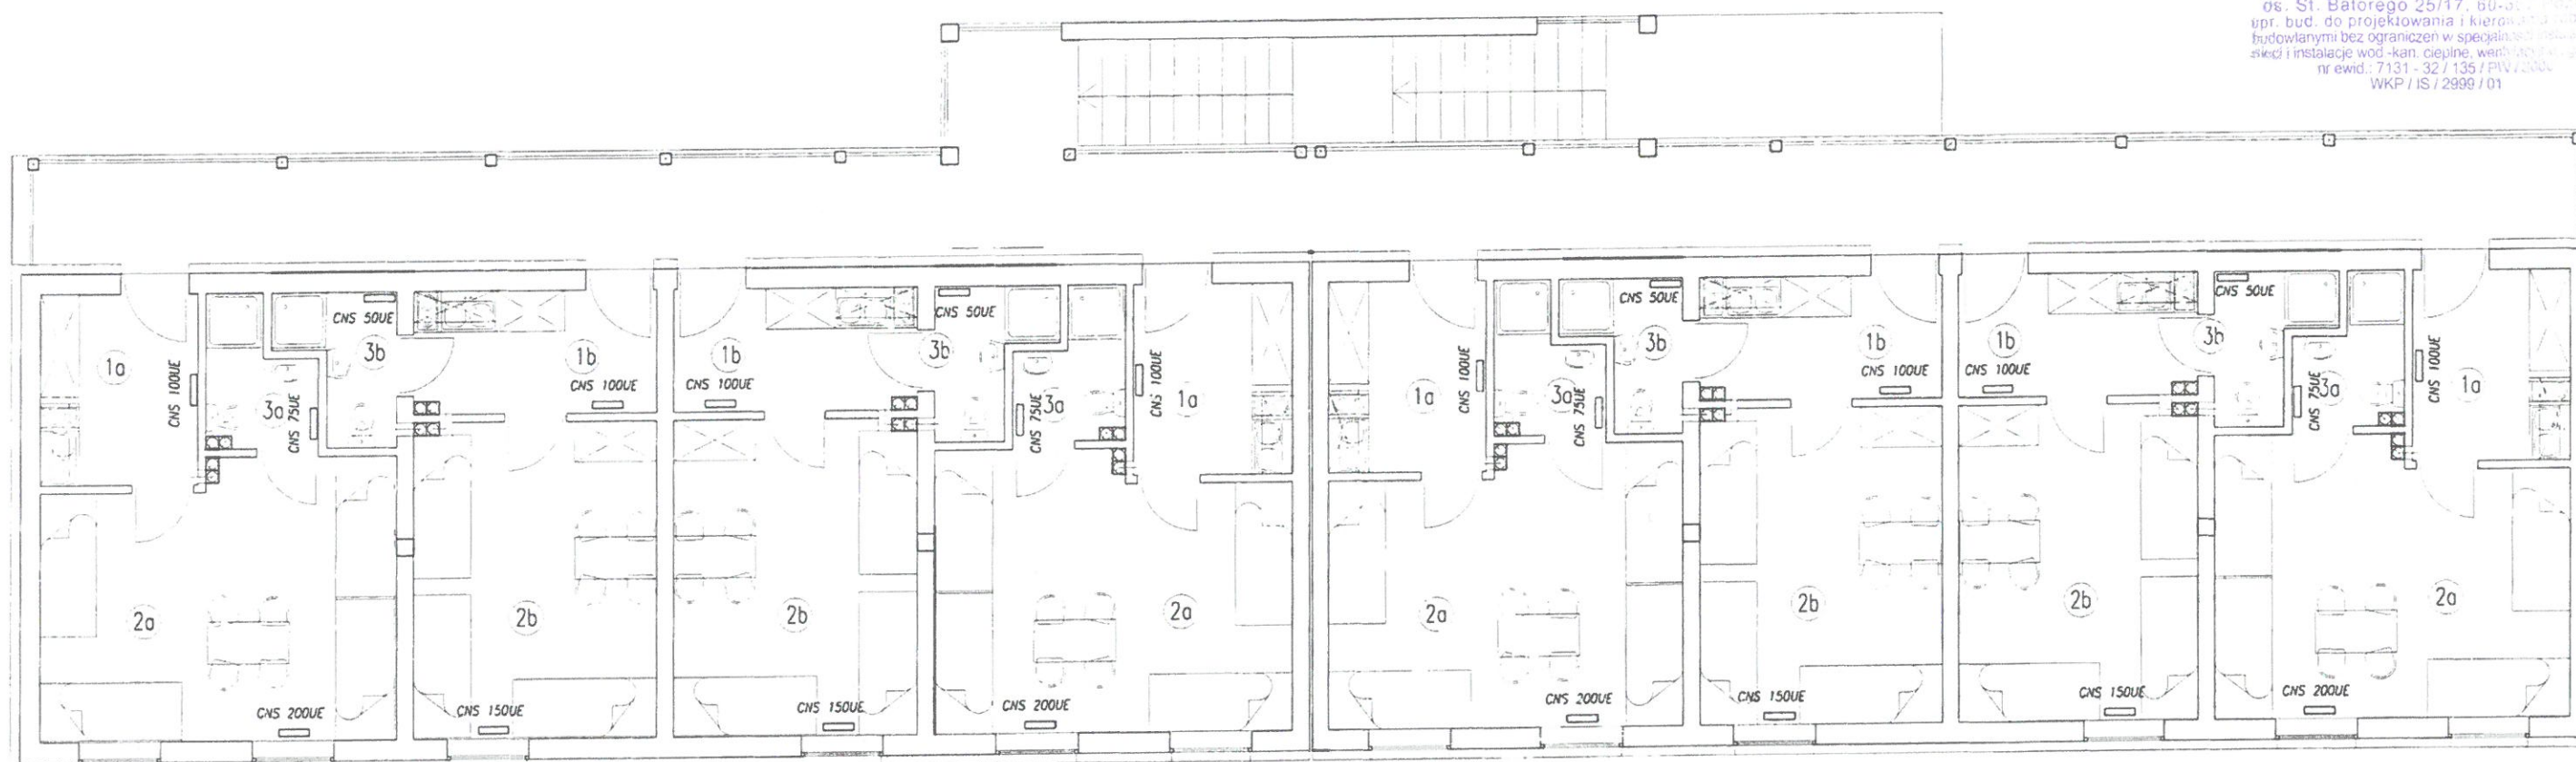 os. St. Batorego 25/17,
upr. bud. do projektowania i
budowlanymi bez ograniczeń w
sieci i instalacje wod -kan. cieplne,
nr ewid.: 7131 - 32 / 135 /
WKP / IS / 2999 / 01
CNS 50UE
CNS 50UE
CNS 50UE
CNS 50UE
3b
1b
1b
3b
3b
1b
1b
3b
1a
CNS 100UE
CNS 100UE
CNS 100UE
CNS 100UE
1a
CNS 100UE
3a
CNS 75UE
CNS 75UE
3a
CNS 100UE
1a
1a
CNS 100UE
3a
CNS 75UE
CNS 75UE
3a
CNS 100UE
1a
2a
2b
2b
2a
2a
2b
2b
2a
CNS 200UE
CNS 150UE
CNS 150UE
CNS 200UE
CNS 200UE
CNS 150UE
CNS 150UE
CNS 200UE